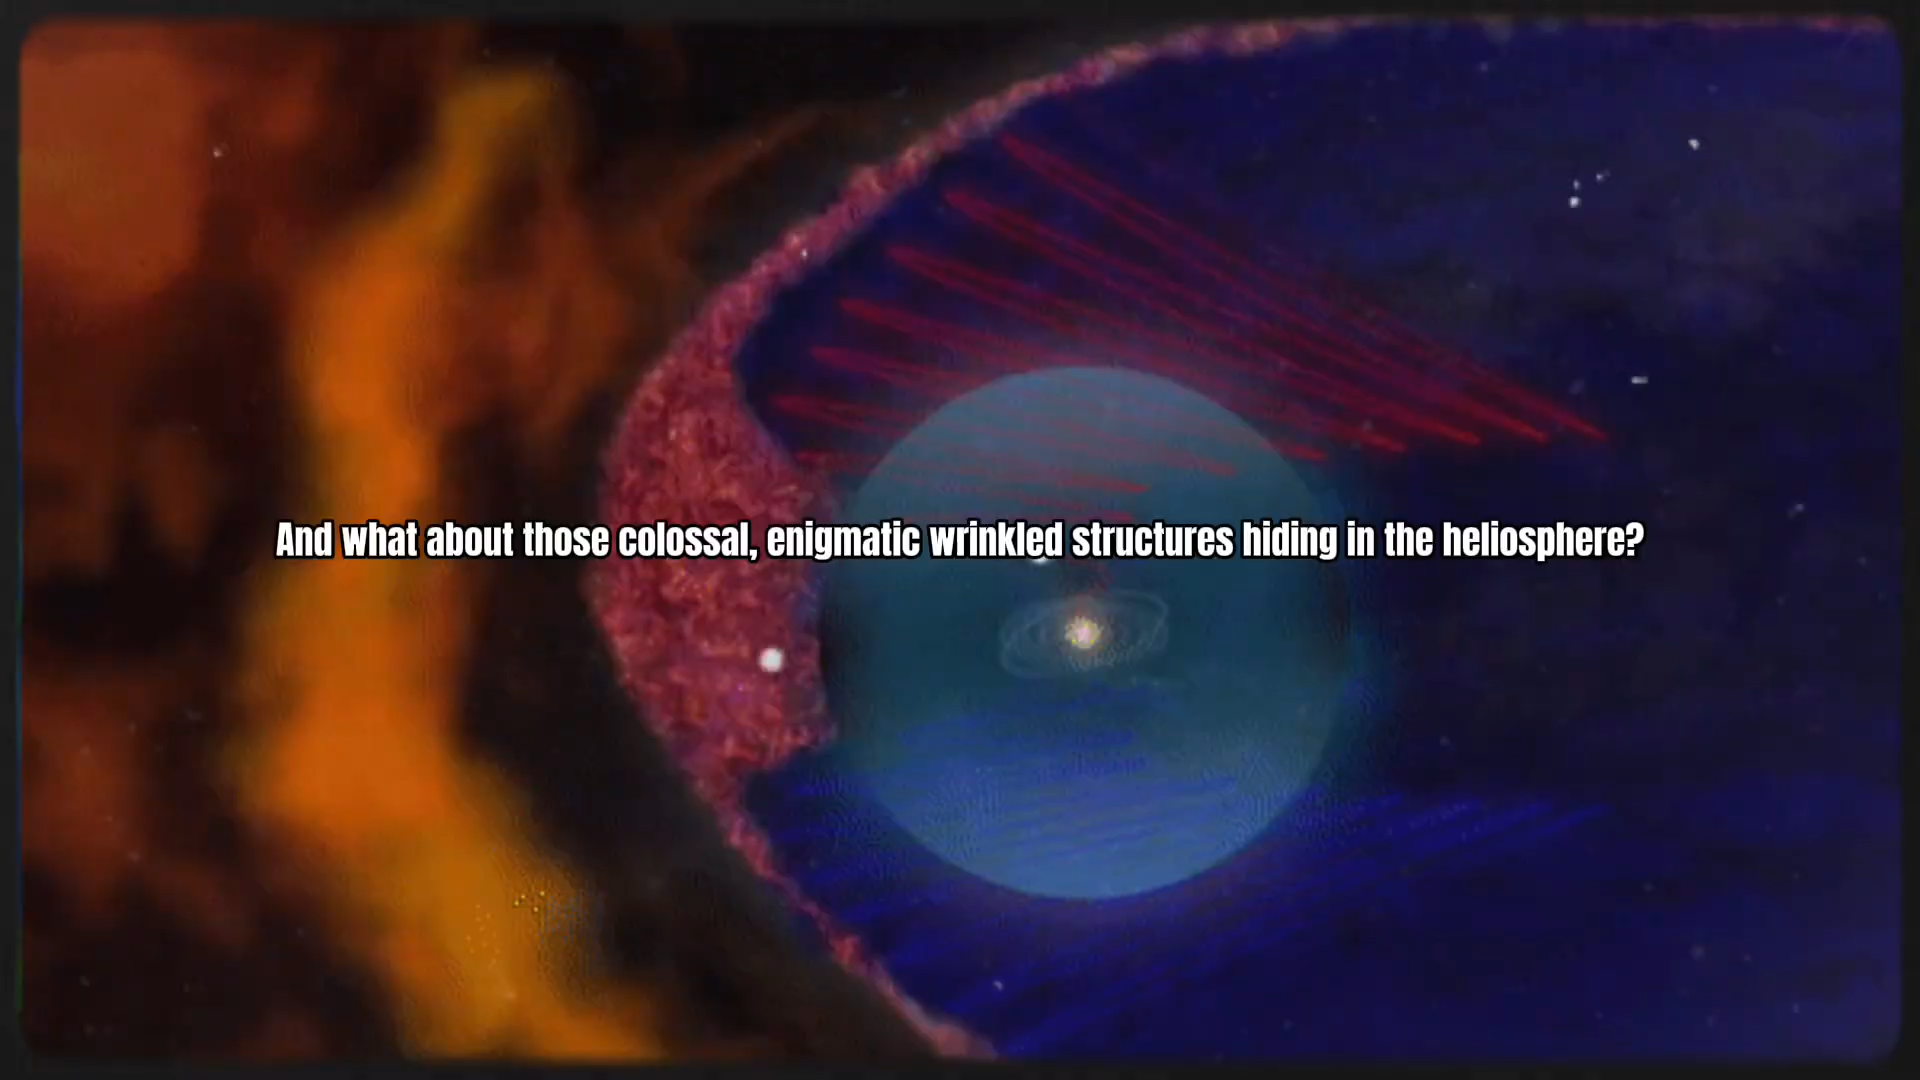 And what about those colossal, enigmatic wrinkled structures hiding in the heliosphere?